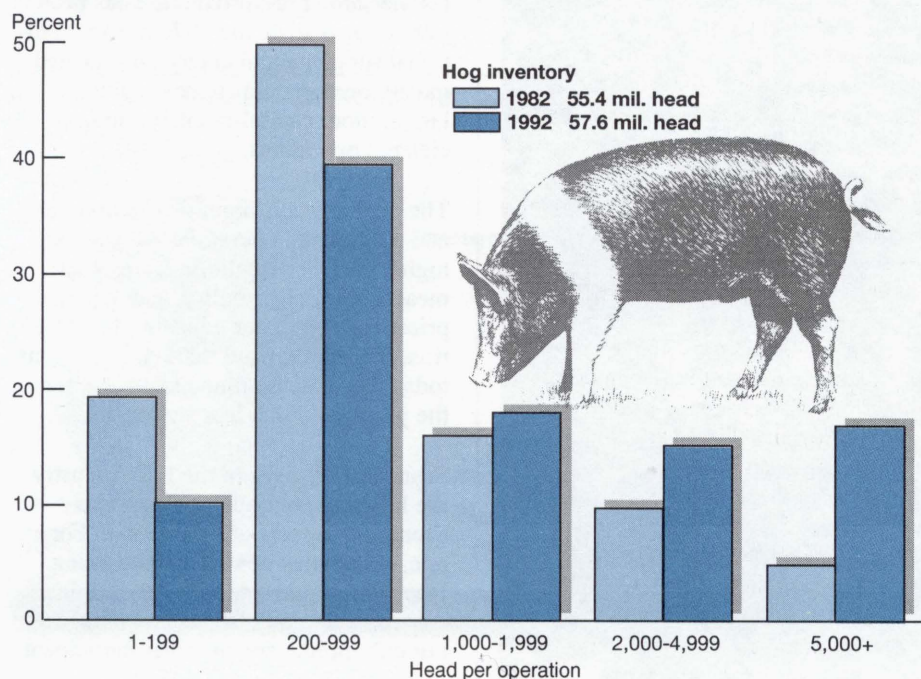 Percent
50
40
30
20
10
0
Hog inventory
1982 55.4 mil. head
1992 57.6 mil. head
1-199 200-999 1,000-1,999 2,000-4,999 5,000+
Head per operation